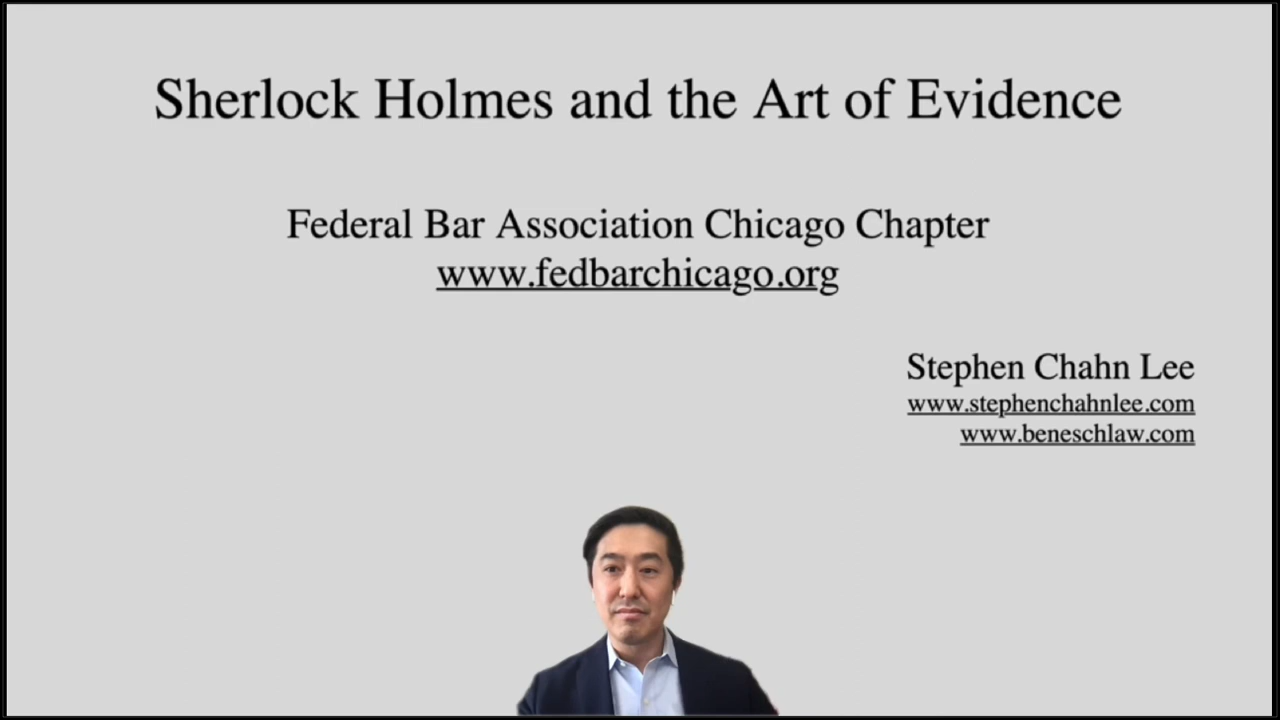 Sherlock Holmes and the Art of Evidence
Federal Bar Association Chicago Chapter
www.fedbarchicago.org
Stephen Chahn Lee
www.stephenchahnlee.com
www.beneschlaw.com